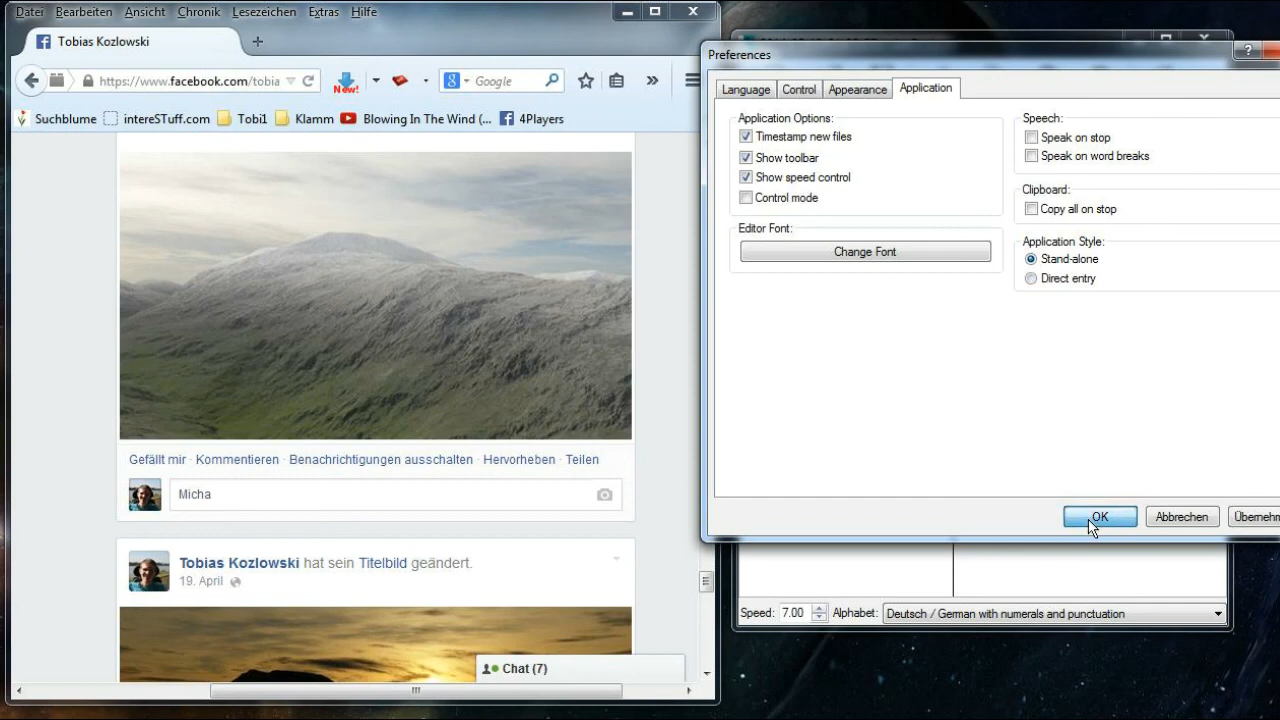 Datei Bearbeiten Ansicht Chronik Lesezeichen Extras Hilfe
Tobias Kozlowski
https://www.facebook.com/tobia
New!
Google
Suchblume intereSTuff.com Tobi1 Klamm Blowing In The Wind (... 4Players
Gefällt mir · Kommentieren · Benachrichtigungen ausschalten · Hervorheben · Teilen
Micha
Tobias Kozlowski hat sein Titelbild geändert.
19. April
Chat (7)
Preferences
Language Control Appearance Application
Application Options:
Timestamp new files
Show toolbar
Show speed control
Control mode
Editor Font:
Change Font
Speech:
Speak on stop
Speak on word breaks
Clipboard:
Copy all on stop
Application Style:
Stand-alone
Direct entry
OK Abbrechen
Speed: 7.00 Alphabet: Deutsch / German with numerals and punctuation